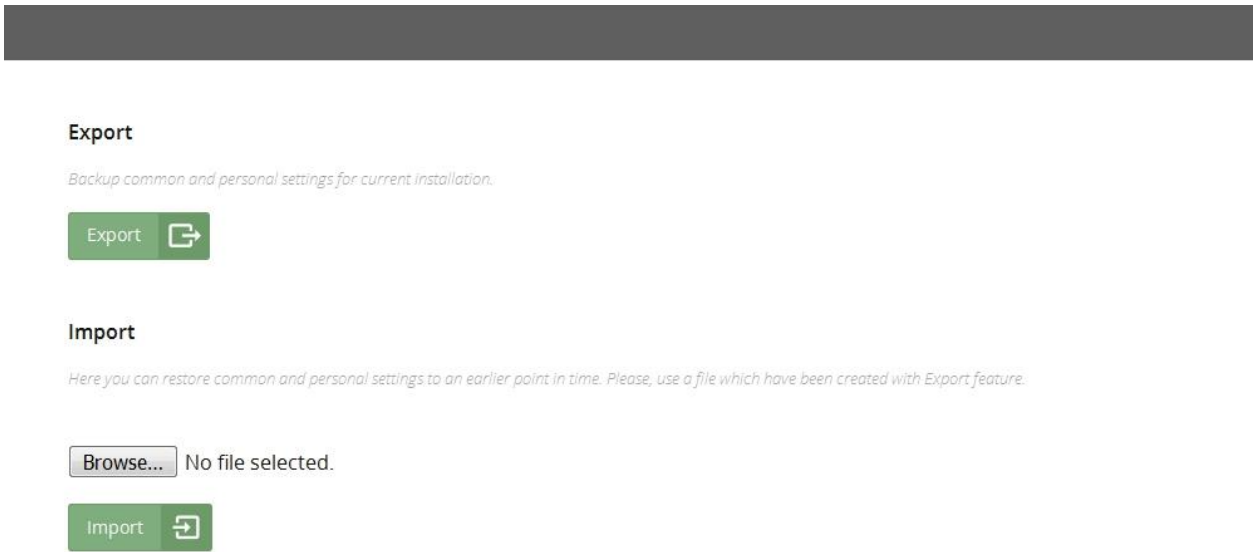 Export
Backup common and personal settings for current installation.
Export
Import
Here you can restore common and personal settings to an earlier point in time. Please, use a file which have been created with Export feature.
Browse... No file selected.
Import